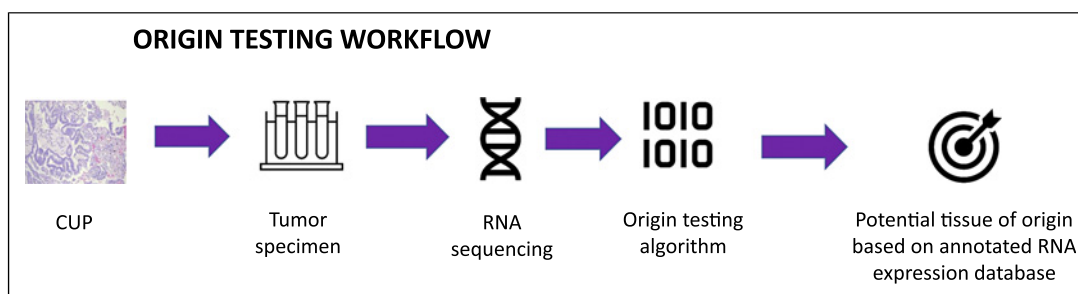 ORIGIN TESTING WORKFLOW
1010
1010
CUP
Tumor
specimen
RNA
sequencing
Origin testing
algorithm
Potential tissue of origin
based on annotated RNA
expression database